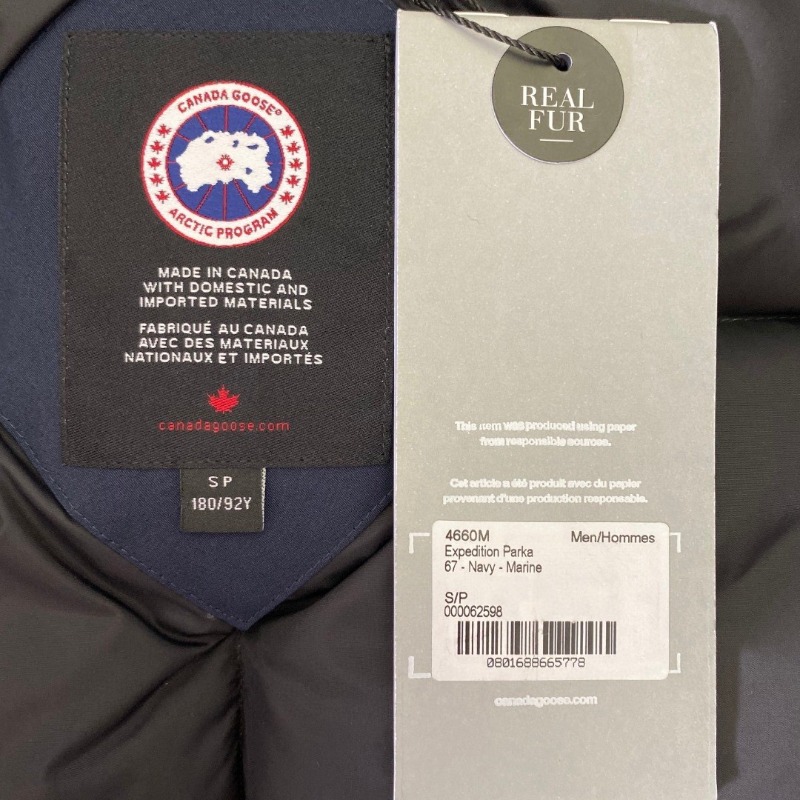 CANADA GOOSE®
ARCTIC PROGRAM
MADE IN CANADA
WITH DOMESTIC AND
IMPORTED MATERIALS
FABRIQUÉ AU CANADA
AVEC DES MATERIAUX
NATIONAUX ET IMPORTÉS
canadagoose.com
S P
180/92Y
REAL
FUR
This item was produced using paper
from responsible sources.
Cet article a été produit avec du papier
provenant d'une production responsable.
4660M Men/Hommes
Expedition Parka
67 - Navy - Marine
S/P
000062598
0801688665778
canadagoose.com